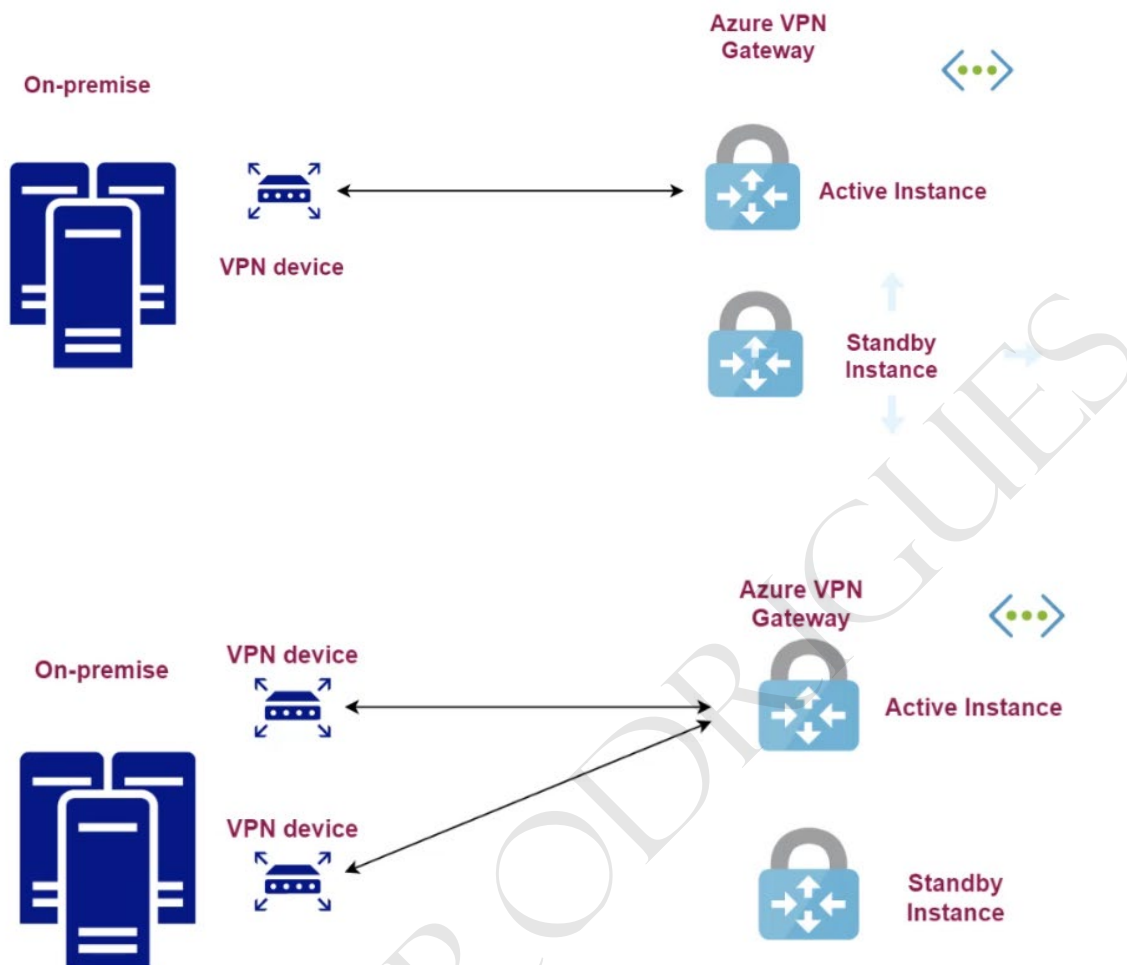 Azure VPN
Gateway
On-premise
Active Instance
VPN device
Standby
Instance
Azure VPN
Gateway
VPN device
On-premise
Active Instance
VPN device
Standby
Instance
R ODRIGUES